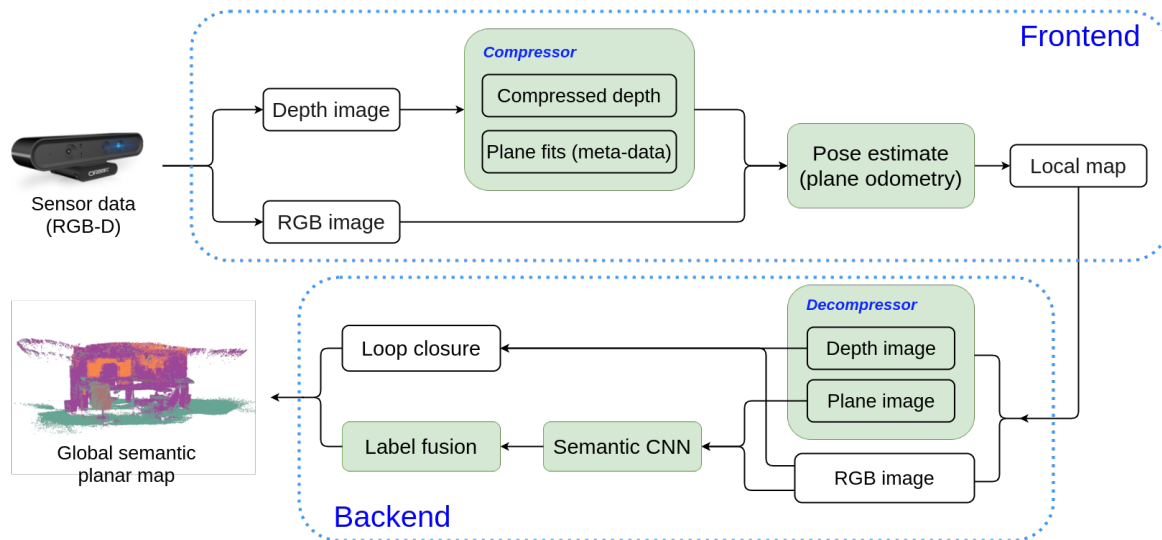 Frontend
Compressor
Compressed depth
Plane fits (meta-data)
Depth image
RGB image
Sensor data
(RGB-D)
Pose estimate
(plane odometry)
Local map
Decompressor
Depth image
Plane image
RGB image
Loop closure
Label fusion
Semantic CNN
Global semantic
planar map
Backend